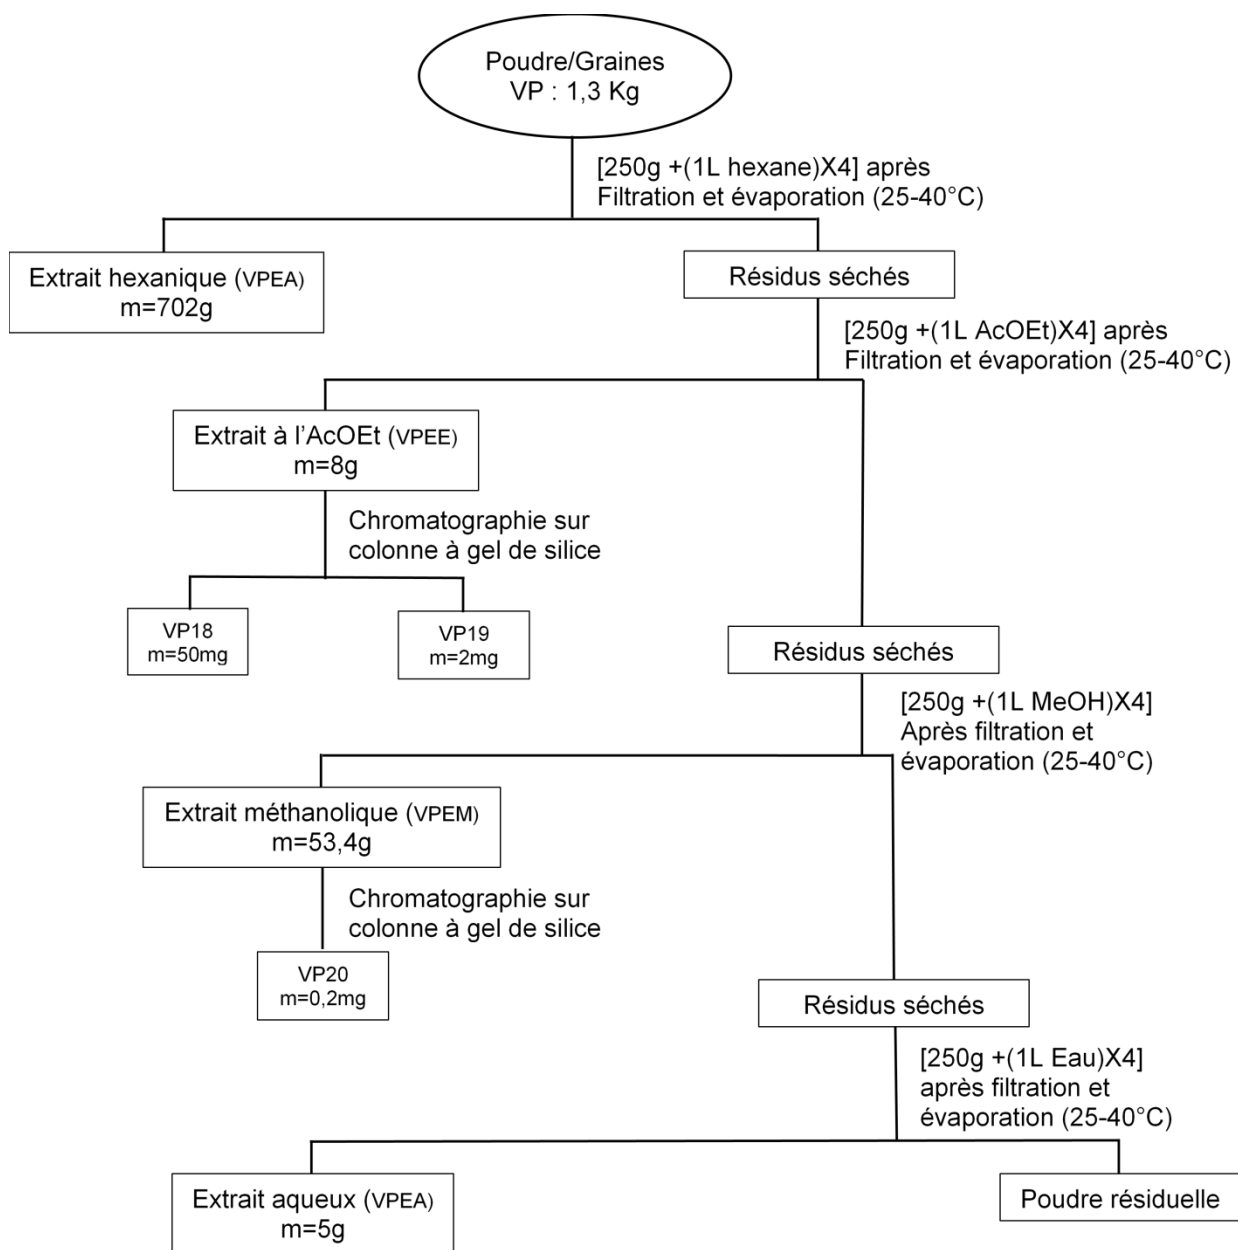 Poudre/Graines
VP : 1,3 Kg
[250g +(1L hexane)X4] après
Filtration et évaporation (25-40°C)
Extrait hexanique (VPEA)
m=702g
Résidus séchés
[250g +(1L AcOEt)X4] après
Filtration et évaporation (25-40°C)
Extrait à l’AcOEt (VPEE)
m=8g
Chromatographie sur
colonne à gel de silice
VP18
m=50mg
VP19
m=2mg
Résidus séchés
[250g +(1L MeOH)X4]
Après filtration et
évaporation (25-40°C)
Extrait méthanolique (VPEM)
m=53,4g
Chromatographie sur
colonne à gel de silice
VP20
m=0,2mg
Résidus séchés
[250g +(1L Eau)X4]
après filtration et
évaporation (25-40°C)
Extrait aqueux (VPEA)
m=5g
Poudre résiduelle